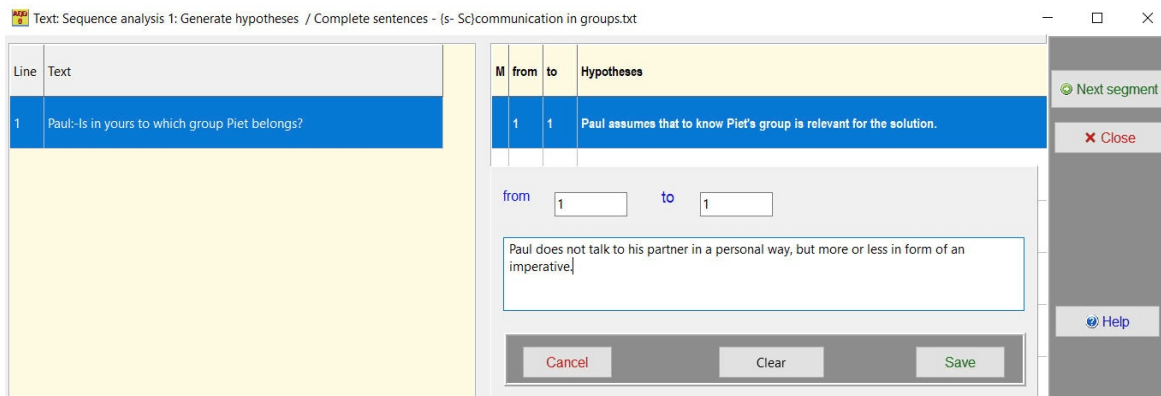 Text: Sequence analysis 1: Generate hypotheses / Complete sentences - {s- Sc}communication in groups.txt
Line Text
1 Paul:-Is in yours to which group Piet belongs?
M from to Hypotheses
1 1 Paul assumes that to know Piet's group is relevant for the solution.
from 1 to 1
Paul does not talk to his partner in a personal way, but more or less in form of an
imperative.
Cancel Clear Save
Next segment
Close
Help